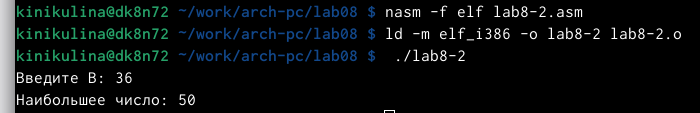 kinikulina@dk8n72 ~/work/arch-pc/lab08 $ nasm -f elf lab8-2.asm
kinikulina@dk8n72 ~/work/arch-pc/lab08 $ ld -m elf_i386 -o lab8-2 lab8-2.o
kinikulina@dk8n72 ~/work/arch-pc/lab08 $  ./lab8-2
Введите B: 36
Наибольшее число: 50